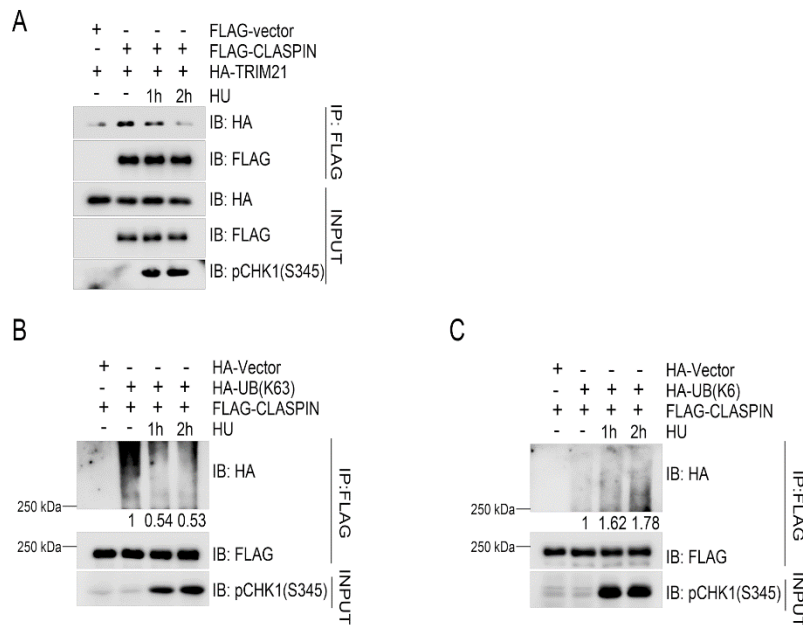 A
+ - - - FLAG-vector
- + + + FLAG-CLASPIN
+ + + + HA-TRIM21
- - 1h 2h HU
IB: HA
IB: FLAG
IP: FLAG
IB: HA
IB: FLAG
IB: pCHK1(S345)
INPUT
B
+ - - - HA-Vector
- + + + HA-UB(K63)
+ + + + FLAG-CLASPIN
- - 1h 2h HU
IB: HA
250 kDa
1 0.54 0.53
250 kDa
IB: FLAG
IP:FLAG
IB: pCHK1(S345)
INPUT
C
+ - - - HA-Vector
- + + + HA-UB(K6)
+ + + + FLAG-CLASPIN
- - 1h 2h HU
IB: HA
250 kDa
1 1.62 1.78
250 kDa
IB: FLAG
IP:FLAG
IB: pCHK1(S345)
INPUT